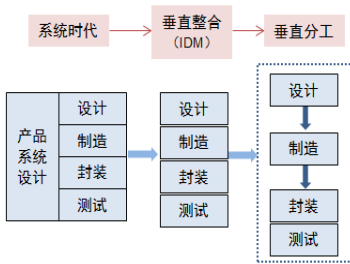 系统时代
垂直整合
（IDM）
垂直分工
产品
系统
设计
设计
制造
封装
测试
设计
制造
封装
测试
设计
制造
封装
测试